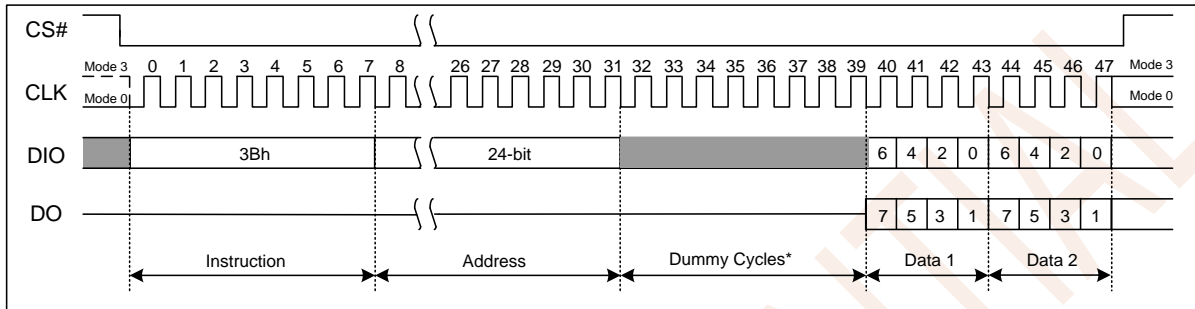 CS#
Mode 3 0 1 2 3 4 5 6 7 8 26 27 28 29 30 31 32 33 34 35 36 37 38 39 40 41 42 43 44 45 46 47 Mode 3
CLK
Mode 0 Mode 0
DIO 3Bh 24-bit 6 4 2 0 6 4 2 0
DO 7 5 3 1 7 5 3 1
Instruction Address Dummy Cycles* Data 1 Data 2